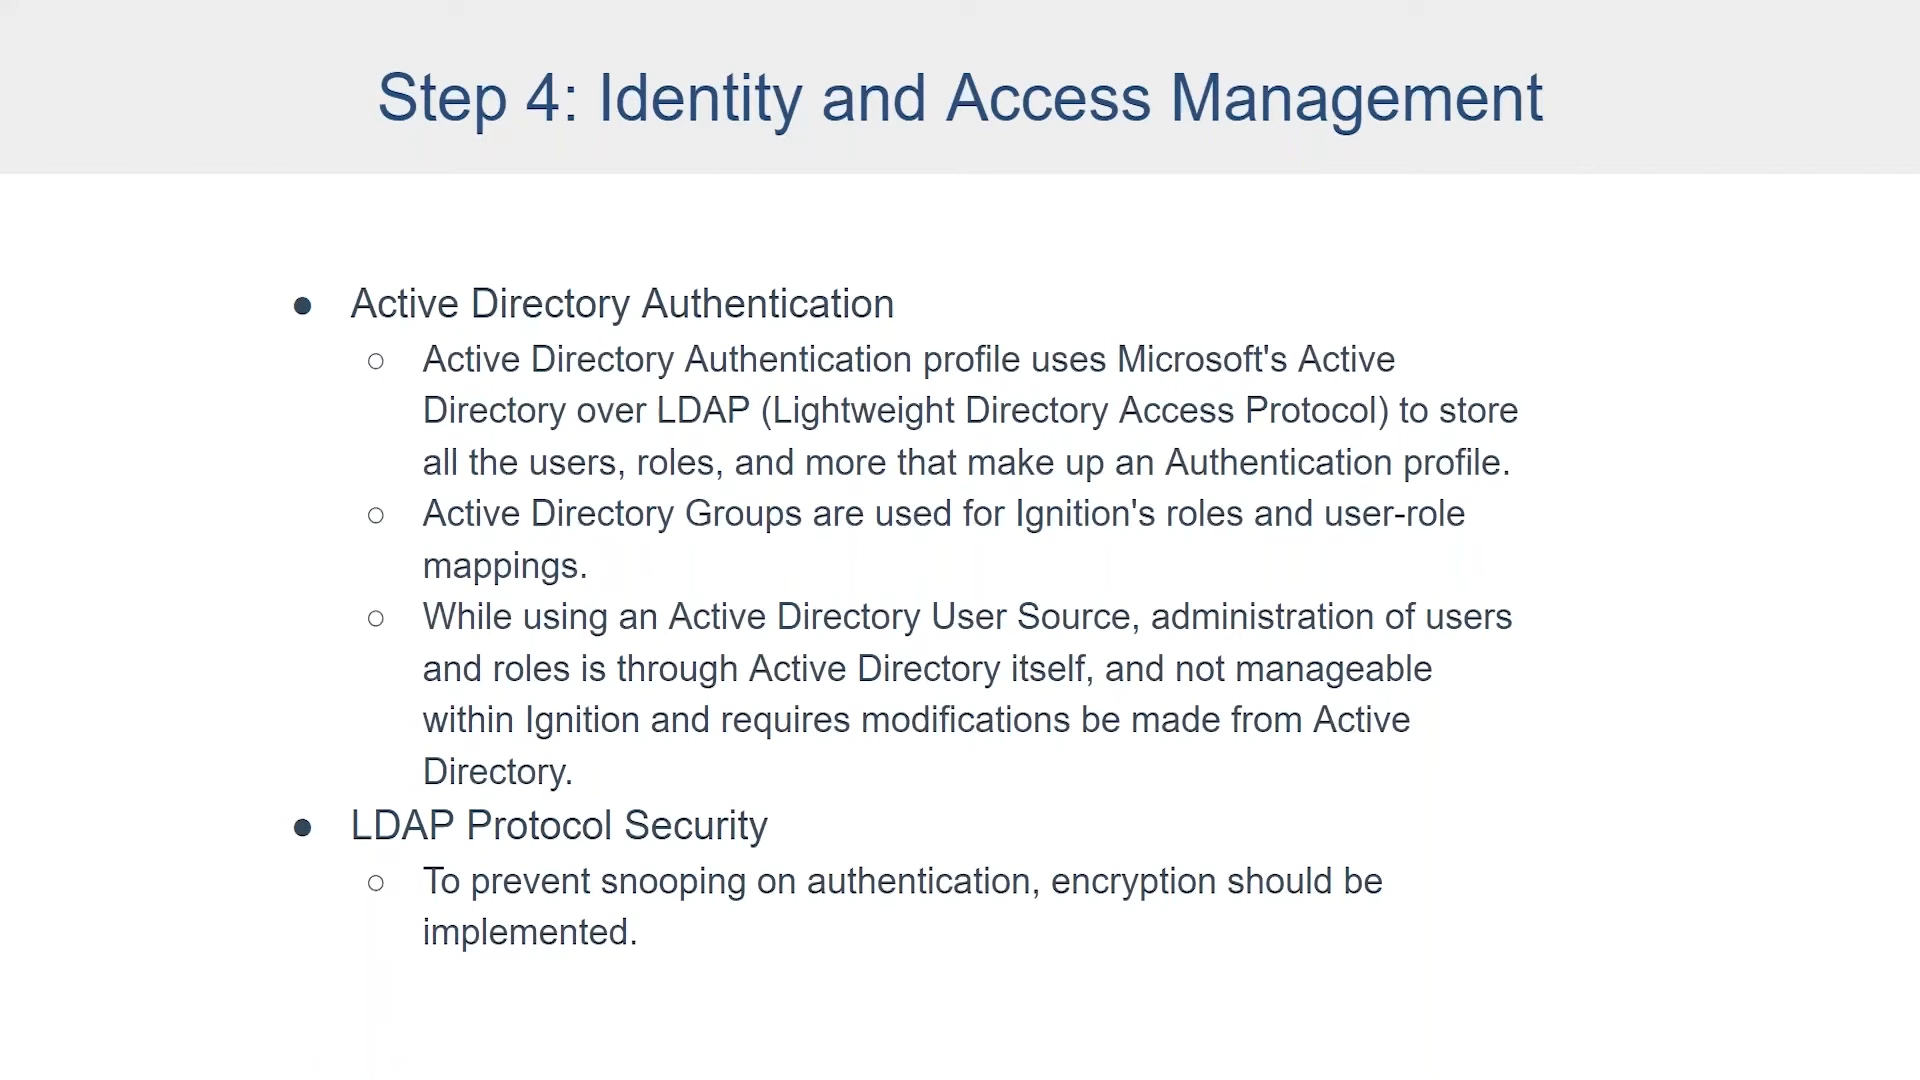 Step 4: Identity and Access Management
● Active Directory Authentication
○ Active Directory Authentication profile uses Microsoft's Active
Directory over LDAP (Lightweight Directory Access Protocol) to store
all the users, roles, and more that make up an Authentication profile.
○ Active Directory Groups are used for Ignition's roles and user-role
mappings.
○ While using an Active Directory User Source, administration of users
and roles is through Active Directory itself, and not manageable
within Ignition and requires modifications be made from Active
Directory.
● LDAP Protocol Security
○ To prevent snooping on authentication, encryption should be
implemented.